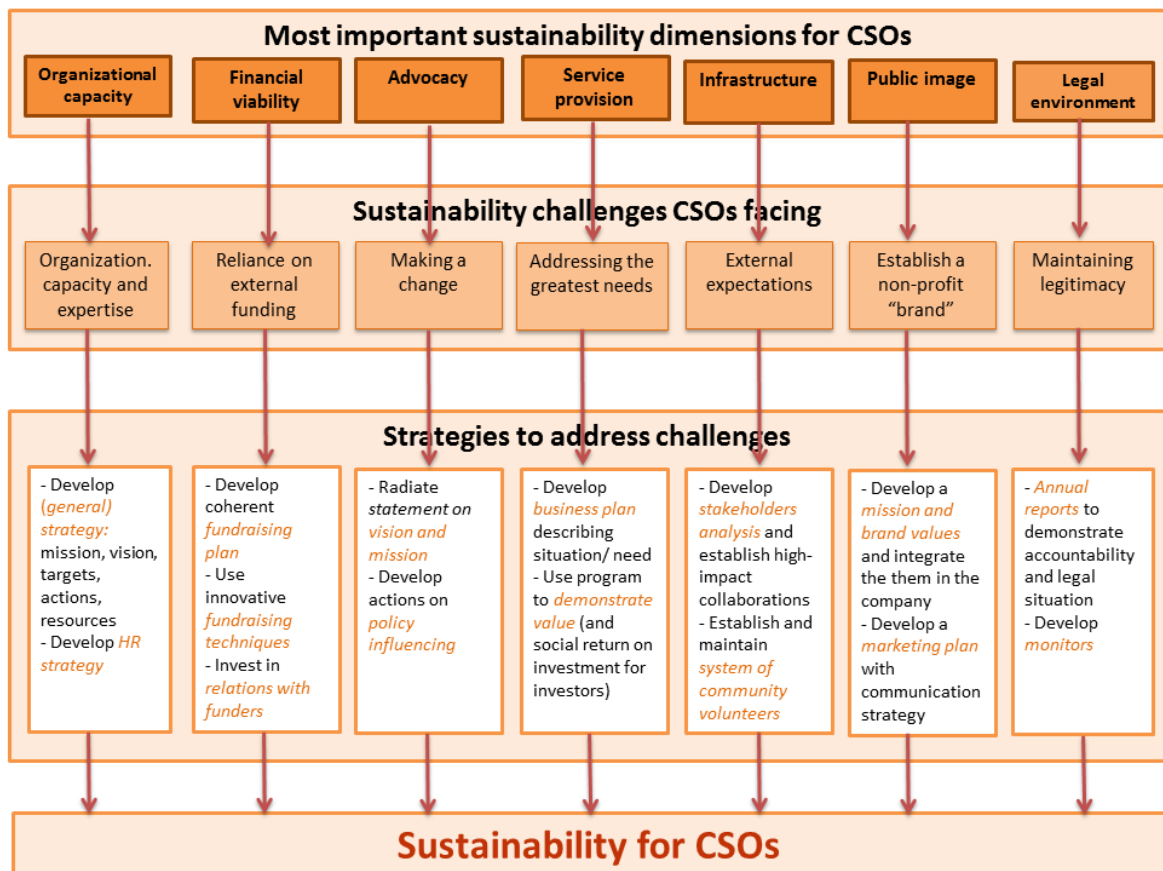 Most important sustainability dimensions for CSOs
Organizational
capacity
Financial
viability
Advocacy
Service
provision
Infrastructure
Public image
Legal
environment
Sustainability challenges CSOs facing
Organization.
capacity and
expertise
Reliance on
external
funding
Making a
change
Addressing the
greatest needs
External
expectations
Establish a
non-profit
“brand”
Maintaining
legitimacy
Strategies to address challenges
- Develop
(general)
strategy:
mission, vision,
targets,
actions,
resources
- Develop HR
strategy
- Develop
coherent
fundraising
plan
- Use
innovative
fundraising
techniques
- Invest in
relations with
funders
- Radiate
statement on
vision and
mission
- Develop
actions on
policy
influencing
- Develop
business plan
describing
situation/ need
- Use program
to demonstrate
value (and
social return on
investment for
investors)
- Develop
stakeholders
analysis and
establish high-
impact
collaborations
- Establish and
maintain
system of
community
volunteers
- Develop a
mission and
brand values
and integrate
the them in the
company
- Develop a
marketing plan
with
communication
strategy
- Annual
reports to
demonstrate
accountability
and legal
situation
- Develop
monitors
Sustainability for CSOs